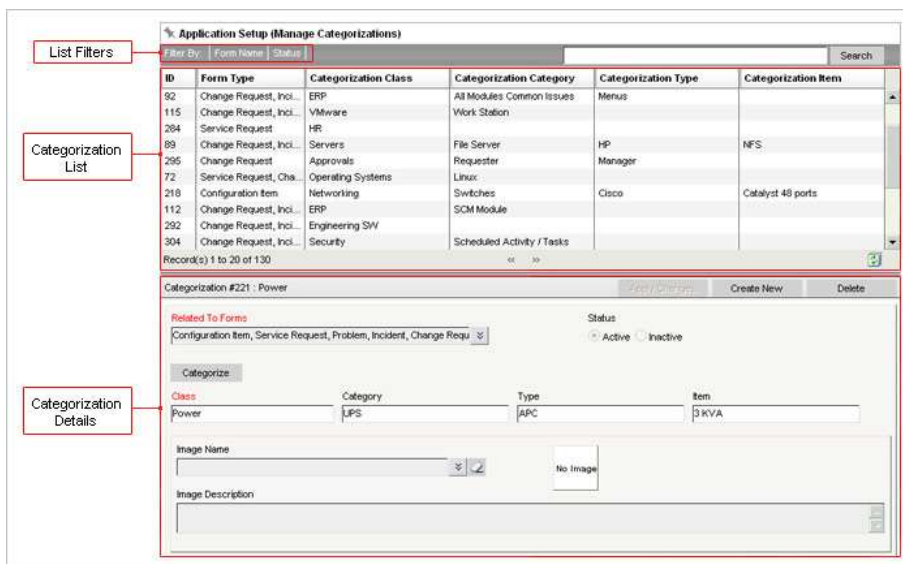 Application Setup (Manage Categorizations)
List Filters
Filter By: Form Name Status
Search
ID Form Type Categorization Class Categorization Category Categorization Type Categorization Item
92 Change Request, Inci... ERP All Modules Common Issues Menus
115 Change Request, Inci... VMware Work Station
284 Service Request HR
89 Change Request, Inci... Servers File Server HP NFS
295 Change Request Approvals Requester Manager
72 Service Request, Cha... Operating Systems Linux
218 Configuration Item Networking Switches Cisco Catalyst 48 ports
112 Change Request, Inci... ERP SCM Module
292 Change Request, Inci... Engineering SW
304 Change Request, Inci... Security Scheduled Activity / Tasks
Categorization
List
Record(s) 1 to 20 of 130 << >>
Categorization #221 : Power Apply Changes Create New Delete
Related To Forms Status
Configuration Item, Service Request, Problem, Incident, Change Requ Active Inactive
Categorize
Categorization
Details
Class Category Type Item
Power UPS APC 3 KVA
Image Name
No Image
Image Description